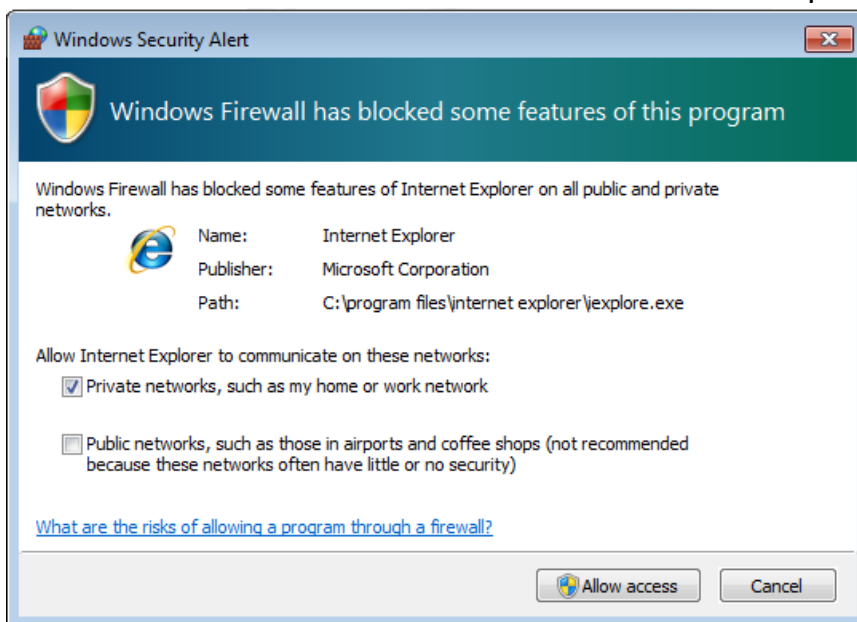 Windows Security Alert
Windows Firewall has blocked some features of this program
Windows Firewall has blocked some features of Internet Explorer on all public and private
networks.
Name: Internet Explorer
Publisher: Microsoft Corporation
Path: C:\program files\internet explorer\iexplore.exe
Allow Internet Explorer to communicate on these networks:
Private networks, such as my home or work network
Public networks, such as those in airports and coffee shops (not recommended
because these networks often have little or no security)
What are the risks of allowing a program through a firewall?
Allow access Cancel